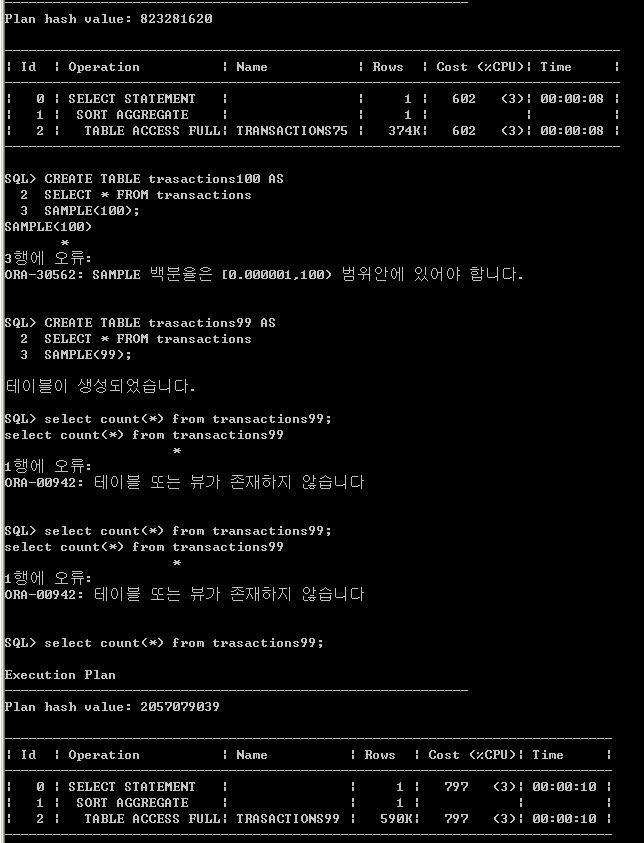 Plan hash value: 823281620
| Id | Operation | Name | Rows | Cost (%CPU)| Time |
| 0 | SELECT STATEMENT | | 1 | 602 (3)| 00:00:08 |
| 1 | SORT AGGREGATE | | 1 | | |
| 2 | TABLE ACCESS FULL| TRANSACTIONS75 | 374K| 602 (3)| 00:00:08 |
SQL> CREATE TABLE trasactions100 AS
2 SELECT * FROM transactions
3 SAMPLE(100);
SAMPLE(100)
*
3행에 오류:
ORA-30562: SAMPLE 백분율은 [0.000001,100) 범위안에 있어야 합니다.
SQL> CREATE TABLE trasactions99 AS
2 SELECT * FROM transactions
3 SAMPLE(99);
테이블이 생성되었습니다.
SQL> select count(*) from transactions99;
select count(*) from transactions99
*
1행에 오류:
ORA-00942: 테이블 또는 뷰가 존재하지 않습니다
SQL> select count(*) from transactions99;
select count(*) from transactions99
*
1행에 오류:
ORA-00942: 테이블 또는 뷰가 존재하지 않습니다
SQL> select count(*) from trasactions99;
Execution Plan
Plan hash value: 2057079039
| Id | Operation | Name | Rows | Cost (%CPU)| Time |
| 0 | SELECT STATEMENT | | 1 | 797 (3)| 00:00:10 |
| 1 | SORT AGGREGATE | | 1 | | |
| 2 | TABLE ACCESS FULL| TRASACTIONS99 | 590K| 797 (3)| 00:00:10 |